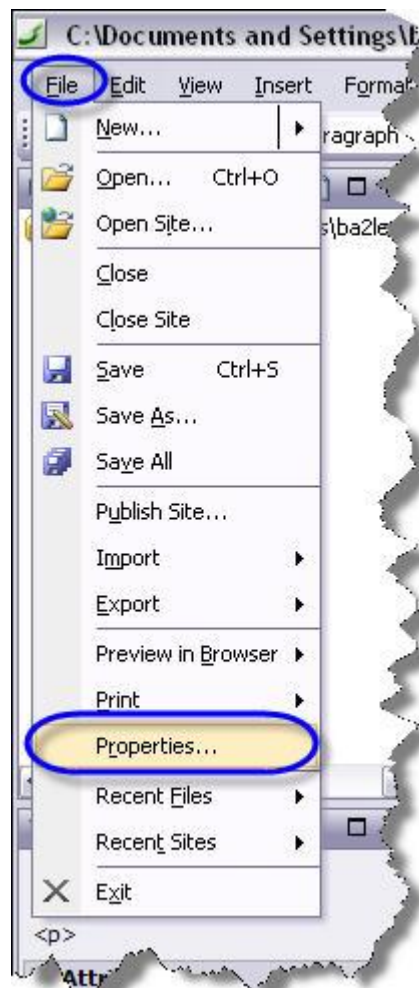 C:\Documents and Settings\b
File Edit View Insert Format
New...
ragraph
Open... Ctrl+O
Open Site...
s\ba2le
Close
Close Site
Save Ctrl+S
Save As...
Save All
Publish Site...
Import
Export
Preview in Browser
Print
Properties...
Recent Files
Recent Sites
Exit
<p>
Attr